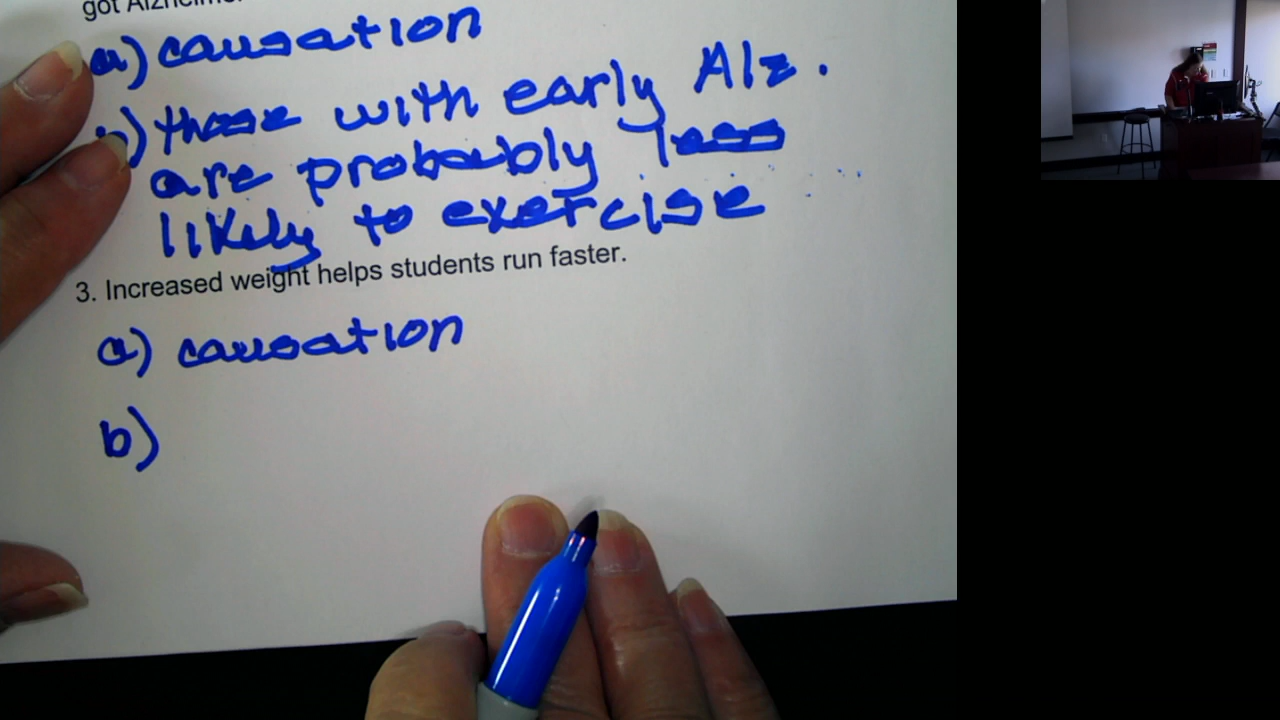 got Alzheime
a) causation
b) those with early Alz.
are probably less
likely to exercise
3. Increased weight helps students run faster.
a) causation
b)